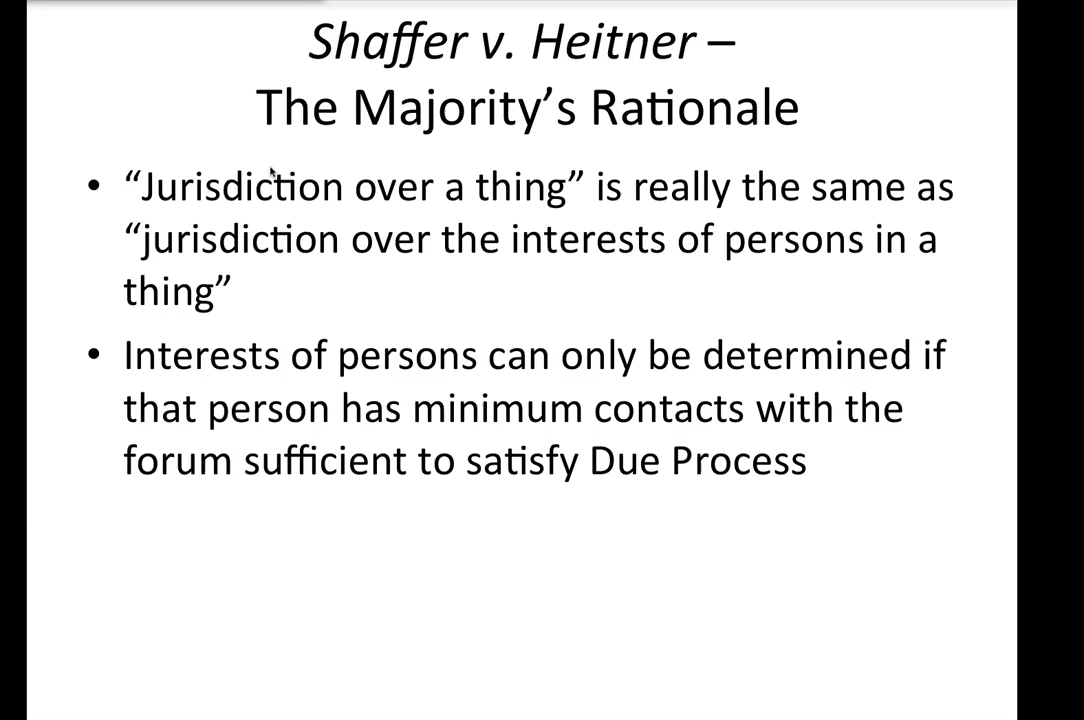 Shaffer v. Heitner –
The Majority’s Rationale
• “Jurisdiction over a thing” is really the same as
“jurisdiction over the interests of persons in a
thing”
• Interests of persons can only be determined if
that person has minimum contacts with the
forum sufficient to satisfy Due Process